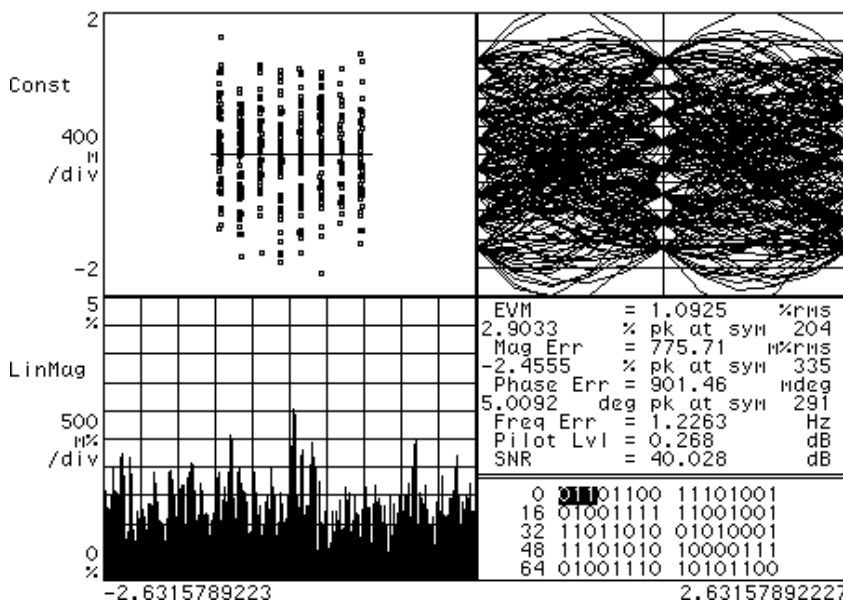 2
Const
400
M
/div
-2
5
%
LinMag
500
M%
/div
0
%
EVM = 1.0925 %rms
2.9033 % pk at sym 204
Mag Err = 775.71 M%rms
-2.4555 % pk at sym 335
Phase Err = 901.46 Mdeg
5.0092 deg pk at sym 291
Freq Err = 1.2263 Hz
Pilot Lvl = 0.268 dB
SNR = 40.028 dB
0 01101100 11101001
16 01001111 11001001
32 11011010 01010001
48 11101010 10000111
64 01001110 10101100
-2.6315789223 2.63157892227